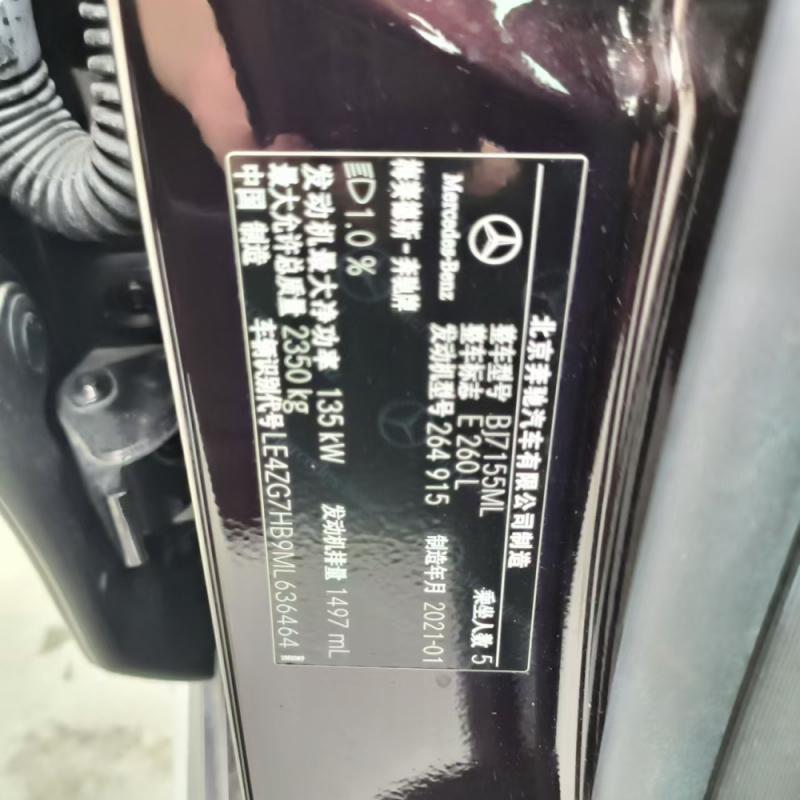 北京奔驰汽车有限公司制造
Mercedes-Benz
梅赛德斯-奔驰牌
整车型号 BJ7155ML
乘坐人数 5
整车标志 E 260 L
发动机型号 264 915
制造年月 2021-01
1.0 %
发动机最大净功率 135 kW
发动机排量 1497 mL
最大允许总质量 2350 kg
中国 制造
车辆识别代号 LE4ZG7HB9ML636464